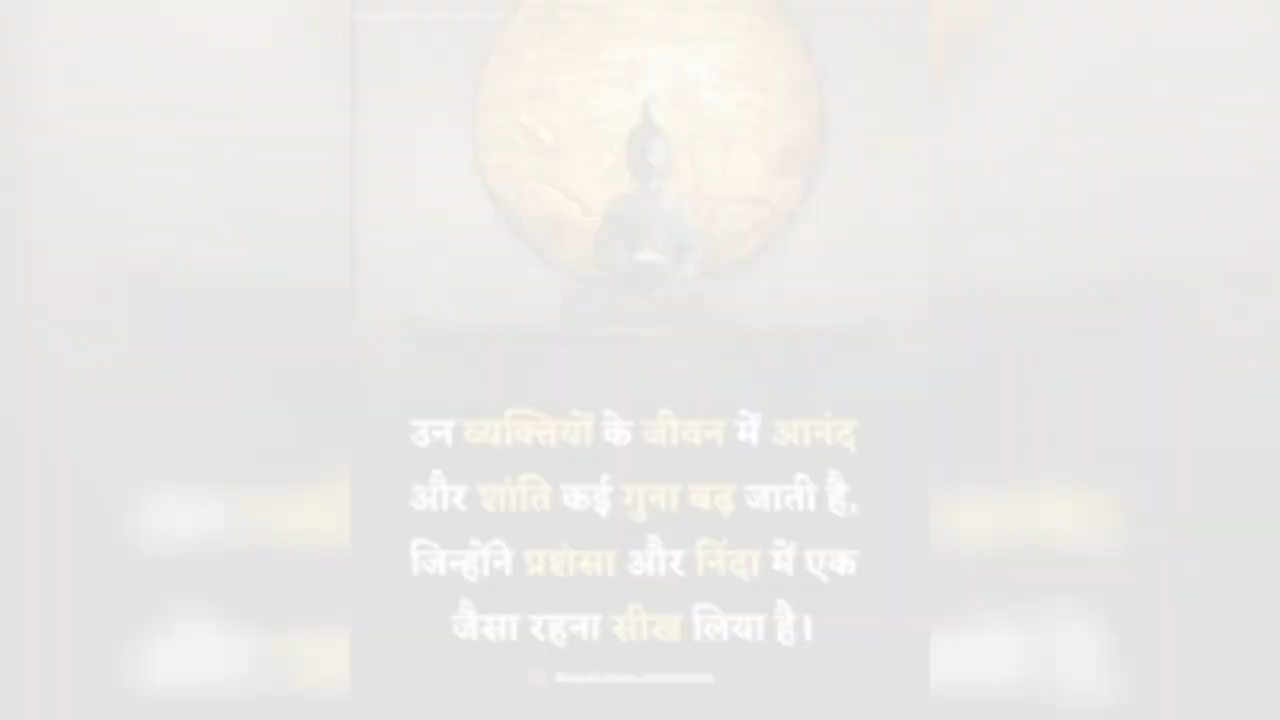 उन व्यक्तियों के जीवन में आनंद
और शांति कई गुना बढ़ जाती है,
जिन्होंने प्रशंसा और निंदा में एक
जैसा रहना सीख लिया है।